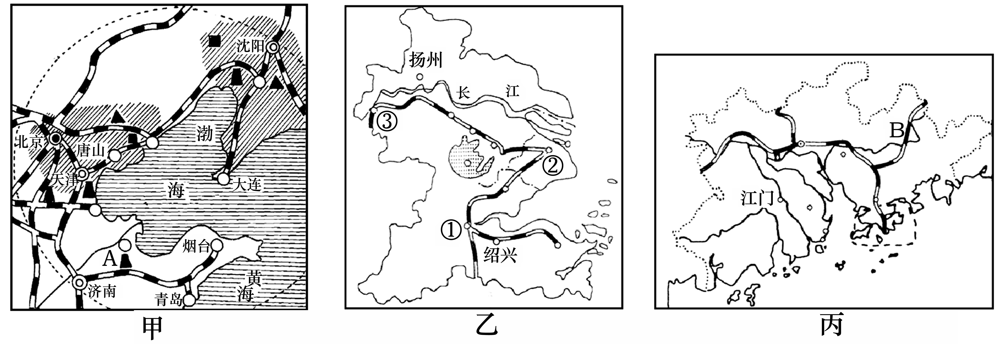 沈阳
北京
唐山
渤
海
天津
大连
A
烟台
济南
青岛
黄
海
甲
扬州
长
江
③
②
①
绍兴
乙
B
江门
丙